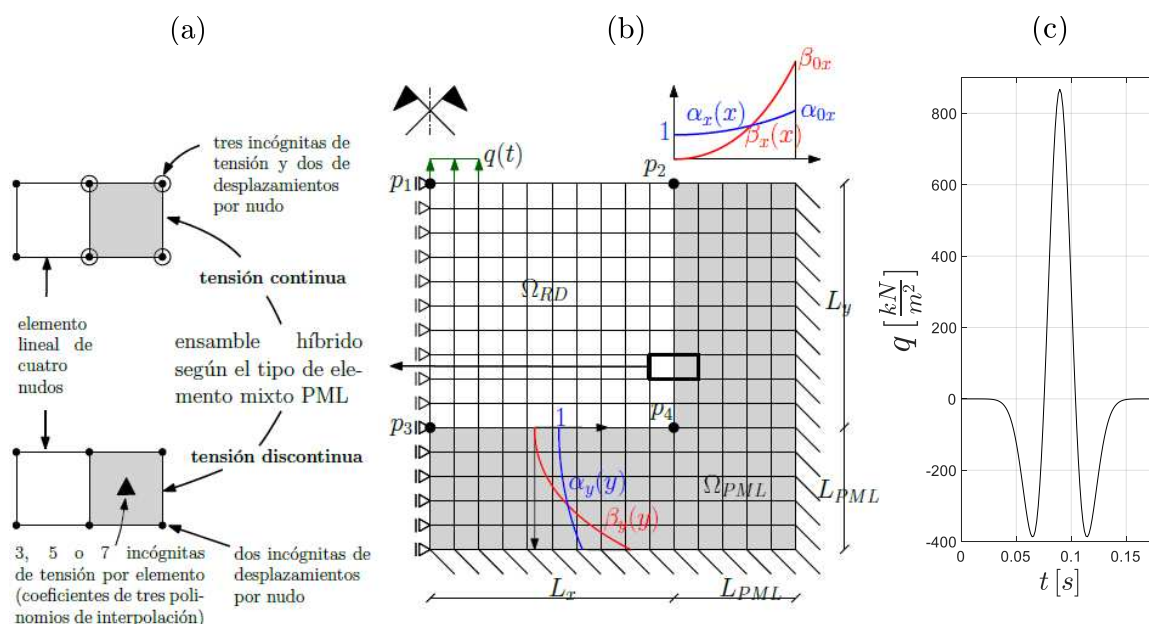 (a)
(b)
(c)
tres incógnitas de
tensión y dos de
desplazamientos
por nudo
tensión continua
elemento
lineal de
cuatro
nudos
ensamble híbrido
según el tipo de ele-
mento mixto PML
tensión discontinua
3, 5 o 7 incógnitas
de tensión por elemento
(coeficientes de tres poli-
nomios de interpolación)
dos incógnitas de
desplazamientos
por nudo
β0x
αx(x)
α0x
1
βx(x)
q(t)
p1
p2
ΩRD
Ly
p3
1
p4
αy(y)
ΩPML
LPML
βy(y)
Lx
LPML
q [kN/m²]
800
600
400
200
0
-200
-400
0
0.05
0.1
0.15
t [s]